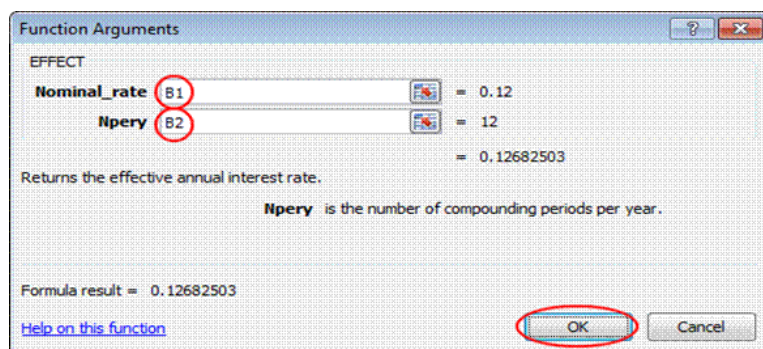 Function Arguments
EFFECT
Nominal_rate B1 = 0.12
Npery B2 = 12
= 0.12682503
Returns the effective annual interest rate.
Npery is the number of compounding periods per year.
Formula result = 0.12682503
Help on this function OK Cancel